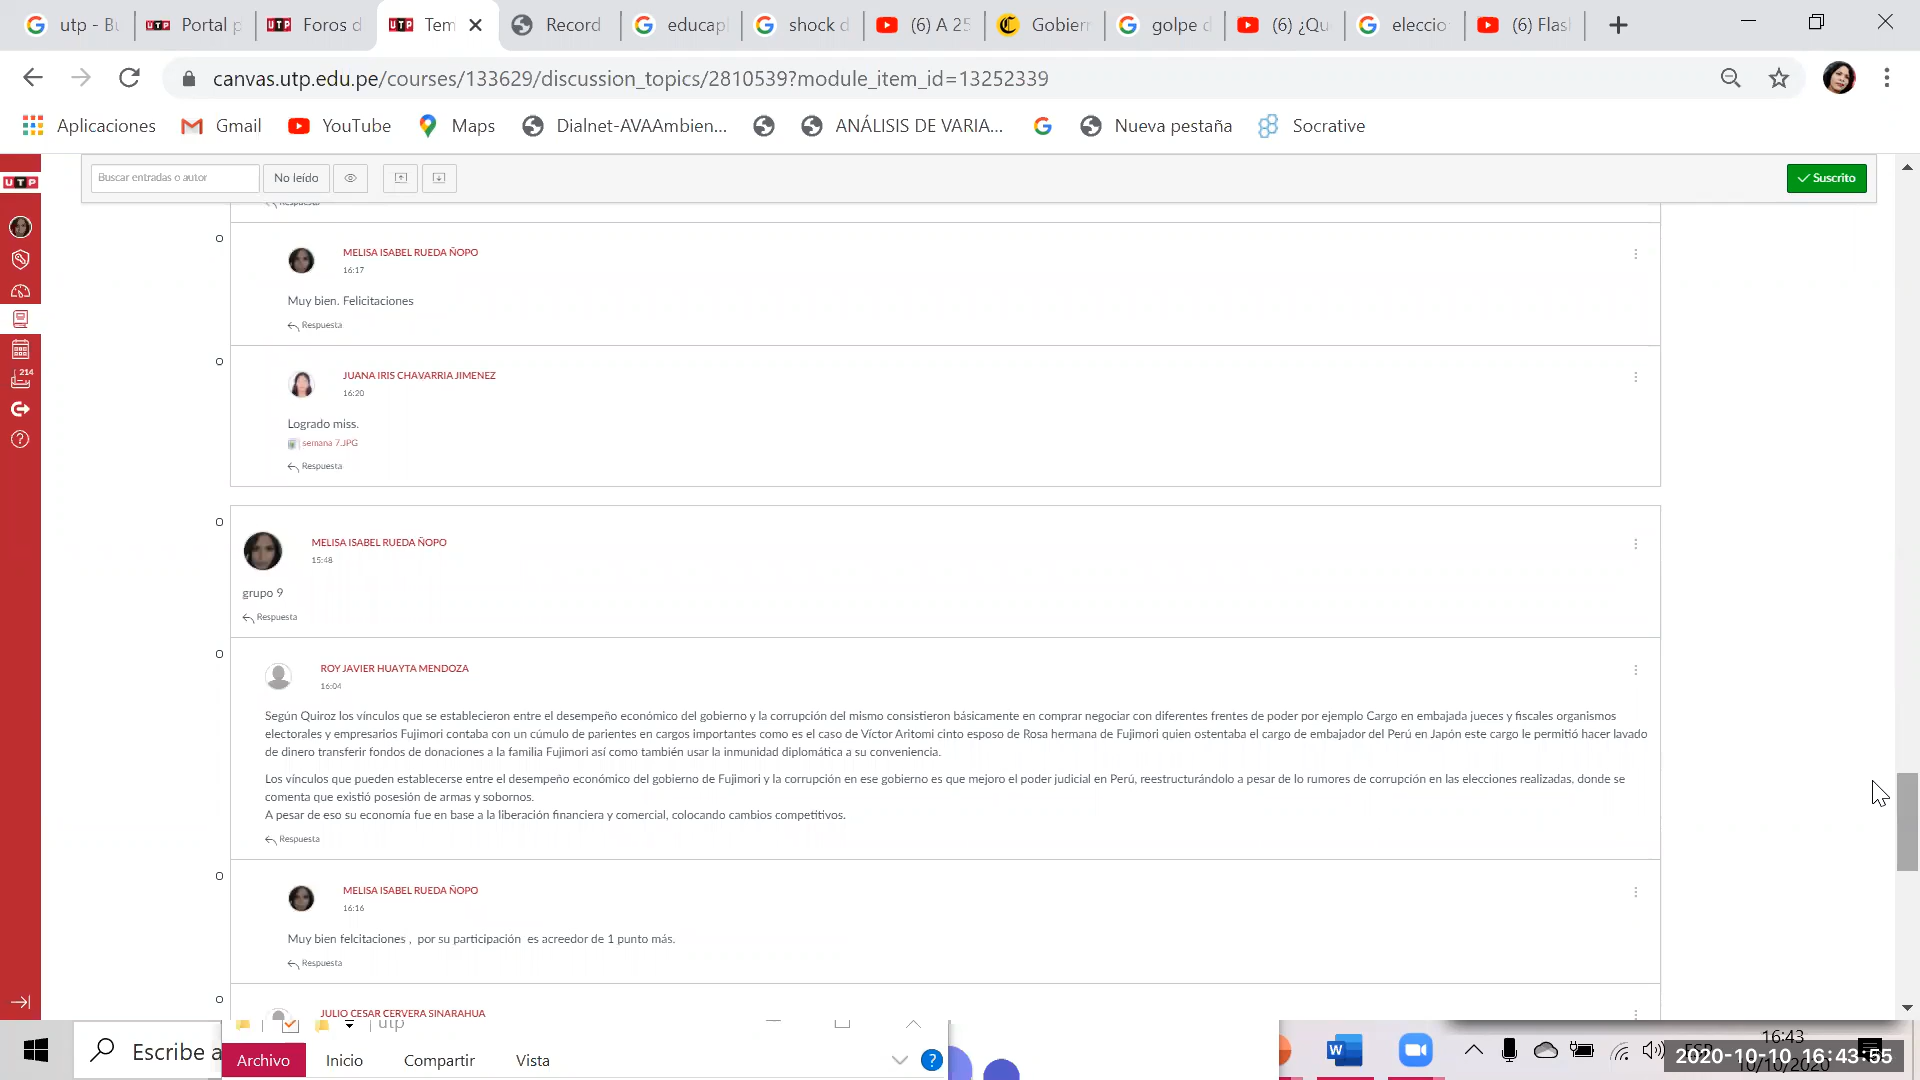 utp - Bu
UTP Portal p
UTP Foros d
UTP Tem
Record
educap
shock d
(6) A 25
Gobiern
golpe d
(6) ¿Qu
eleccio
(6) Flas
canvas.utp.edu.pe/courses/133629/discussion_topics/2810539?module_item_id=13252339
Aplicaciones
Gmail
YouTube
Maps
Dialnet-AVAAmbien...
ANÁLISIS DE VARIA...
Nueva pestaña
Socrative
UTP
Buscar entradas o autor
No leído
Suscrito
Respuesta
MELISA ISABEL RUEDA ÑOPO
16:17
Muy bien. Felicitaciones
Respuesta
JUANA IRIS CHAVARRIA JIMENEZ
16:20
214
Logrado miss.
semana 7.JPG
Respuesta
MELISA ISABEL RUEDA ÑOPO
15:48
grupo 9
Respuesta
ROY JAVIER HUAYTA MENDOZA
16:04
Según Quiroz los vínculos que se establecieron entre el desempeño económico del gobierno y la corrupción del mismo consistieron básicamente en comprar negociar con diferentes frentes de poder por ejemplo Cargo en embajada jueces y fiscales organismos
electorales y empresarios Fujimori contaba con un cúmulo de parientes en cargos importantes como es el caso de Víctor Aritomi cinto esposo de Rosa hermana de Fujimori quien ostentaba el cargo de embajador del Perú en Japón este cargo le permitió hacer lavado
de dinero transferir fondos de donaciones a la familia Fujimori así como también usar la inmunidad diplomática a su conveniencia.
Los vínculos que pueden establecerse entre el desempeño económico del gobierno de Fujimori y la corrupción en ese gobierno es que mejoro el poder judicial en Perú, reestructurándolo a pesar de lo rumores de corrupción en las elecciones realizadas, donde se
comenta que existió posesión de armas y sobornos.
A pesar de eso su economía fue en base a la liberación financiera y comercial, colocando cambios competitivos.
Respuesta
MELISA ISABEL RUEDA ÑOPO
16:16
Muy bien felcitaciones , por su participación es acreedor de 1 punto más.
Respuesta
JULIO CESAR CERVERA SINARAHUA
utp
Escribe a
Archivo
Inicio
Compartir
Vista
ESP
16:43
10/10/2020
2020-10-10 16:43:55